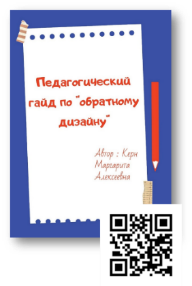 Педагогический
гайд по "обратному
дизайну"
Автор : Керн
Маргарита
Алексеевна